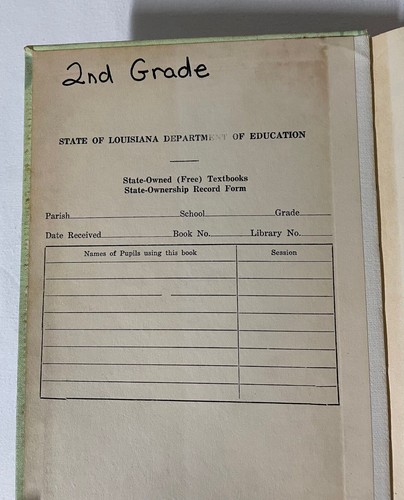 2nd Grade
STATE OF LOUISIANA DEPARTMENT OF EDUCATION
State-Owned (Free) Textbooks
State-Ownership Record Form
Parish School Grade
Date Received Book No. Library No.
Names of Pupils using this book Session